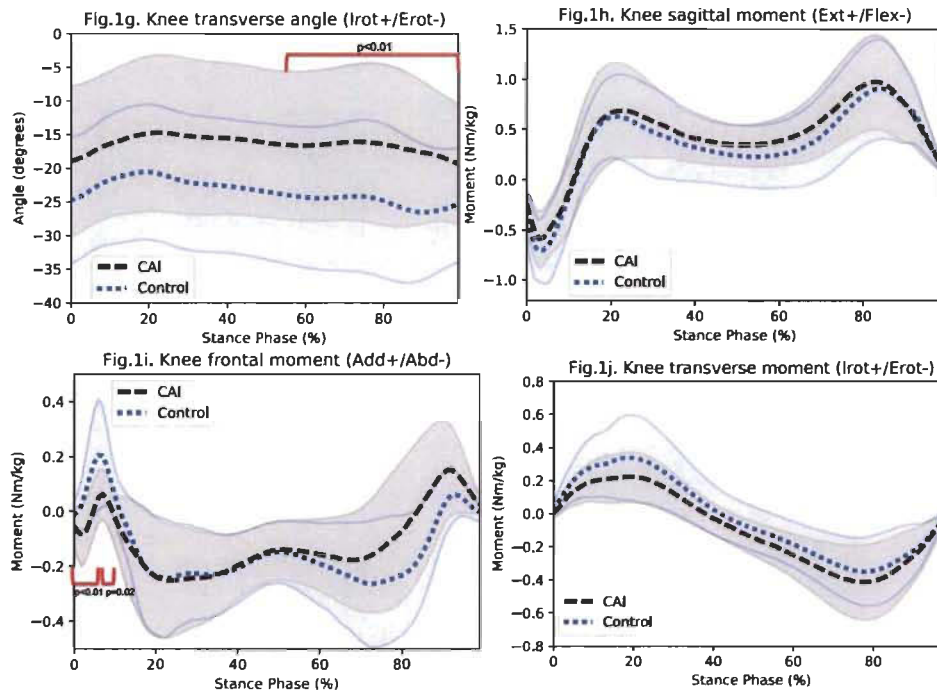 Fig.1g. Knee transverse angle (Irot+/Erot-)
0
−5
−10
−15
−20
−25
−30
−35
−40
Angle (degrees)
p<0.01
CAI
Control
0
20
40
60
80
Stance Phase (%)
Fig.1h. Knee sagittal moment (Ext+/Flex-)
1.5
1.0
0.5
0.0
−0.5
−1.0
Moment (Nm/kg)
CAI
Control
0
20
40
60
80
Stance Phase (%)
Fig.1i. Knee frontal moment (Add+/Abd-)
0.4
0.2
0.0
−0.2
−0.4
Moment (Nm/kg)
CAI
Control
p<0.01
p=0.02
0
20
40
60
80
Stance Phase (%)
Fig.1j. Knee transverse moment (Irot+/Erot-)
0.8
0.6
0.4
0.2
0.0
−0.2
−0.4
−0.6
−0.8
Moment (Nm/kg)
CAI
Control
0
20
40
60
80
Stance Phase (%)